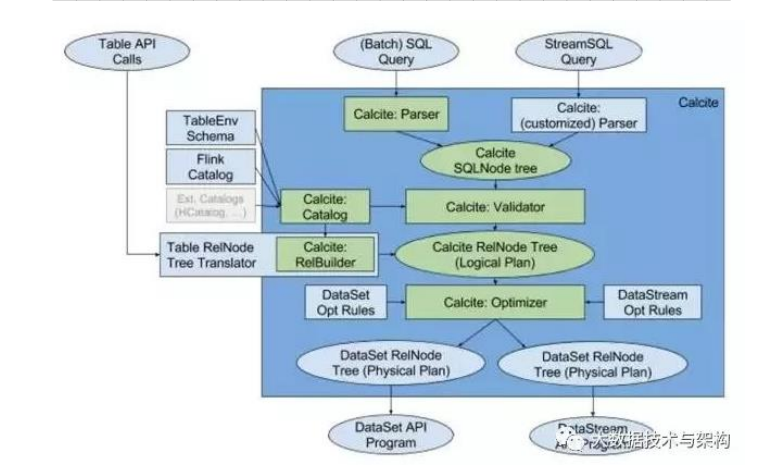 Table API
Calls
(Batch) SQL
Query
StreamSQL
Query
Calcite
TableEnv
Schema
Calcite: Parser
Calcite:
(customized) Parser
Flink
Catalog
Calcite
SQLNode tree
Ext. Catalogs
(HCatalog, ...)
Calcite:
Catalog
Calcite: Validator
Table RelNode
Tree Translator
Calcite:
RelBuilder
Calcite RelNode Tree
(Logical Plan)
DataSet
Opt Rules
Calcite: Optimizer
DataStream
Opt Rules
DataSet RelNode
Tree (Physical Plan)
DataSet RelNode
Tree (Physical Plan)
DataSet API
Program
DataStream
Program
大数据技术与架构